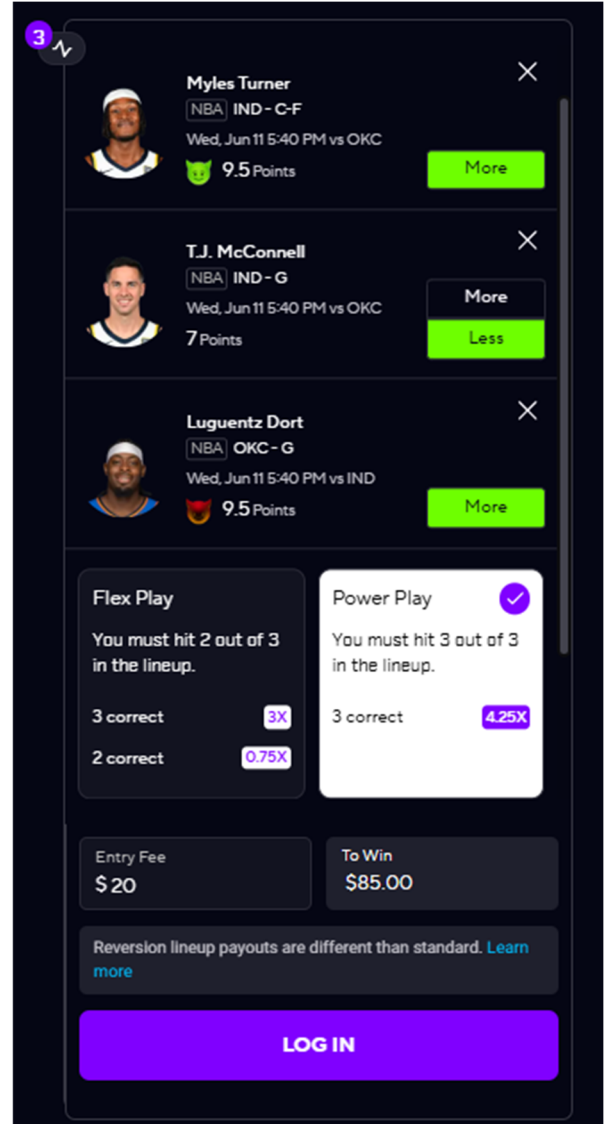 3
Myles Turner
NBA IND - C-F
Wed, Jun 11 5:40 PM vs OKC
9.5 Points
More
T.J. McConnell
NBA IND - G
Wed, Jun 11 5:40 PM vs OKC
7 Points
More
Less
Luguentz Dort
NBA OKC - G
Wed, Jun 11 5:40 PM vs IND
9.5 Points
More
Flex Play
You must hit 2 out of 3
in the lineup.
3 correct 3X
2 correct 0.75X
Power Play
You must hit 3 out of 3
in the lineup.
3 correct 4.25X
Entry Fee
$ 20
To Win
$85.00
Reversion lineup payouts are different than standard. Learn
more
LOG IN